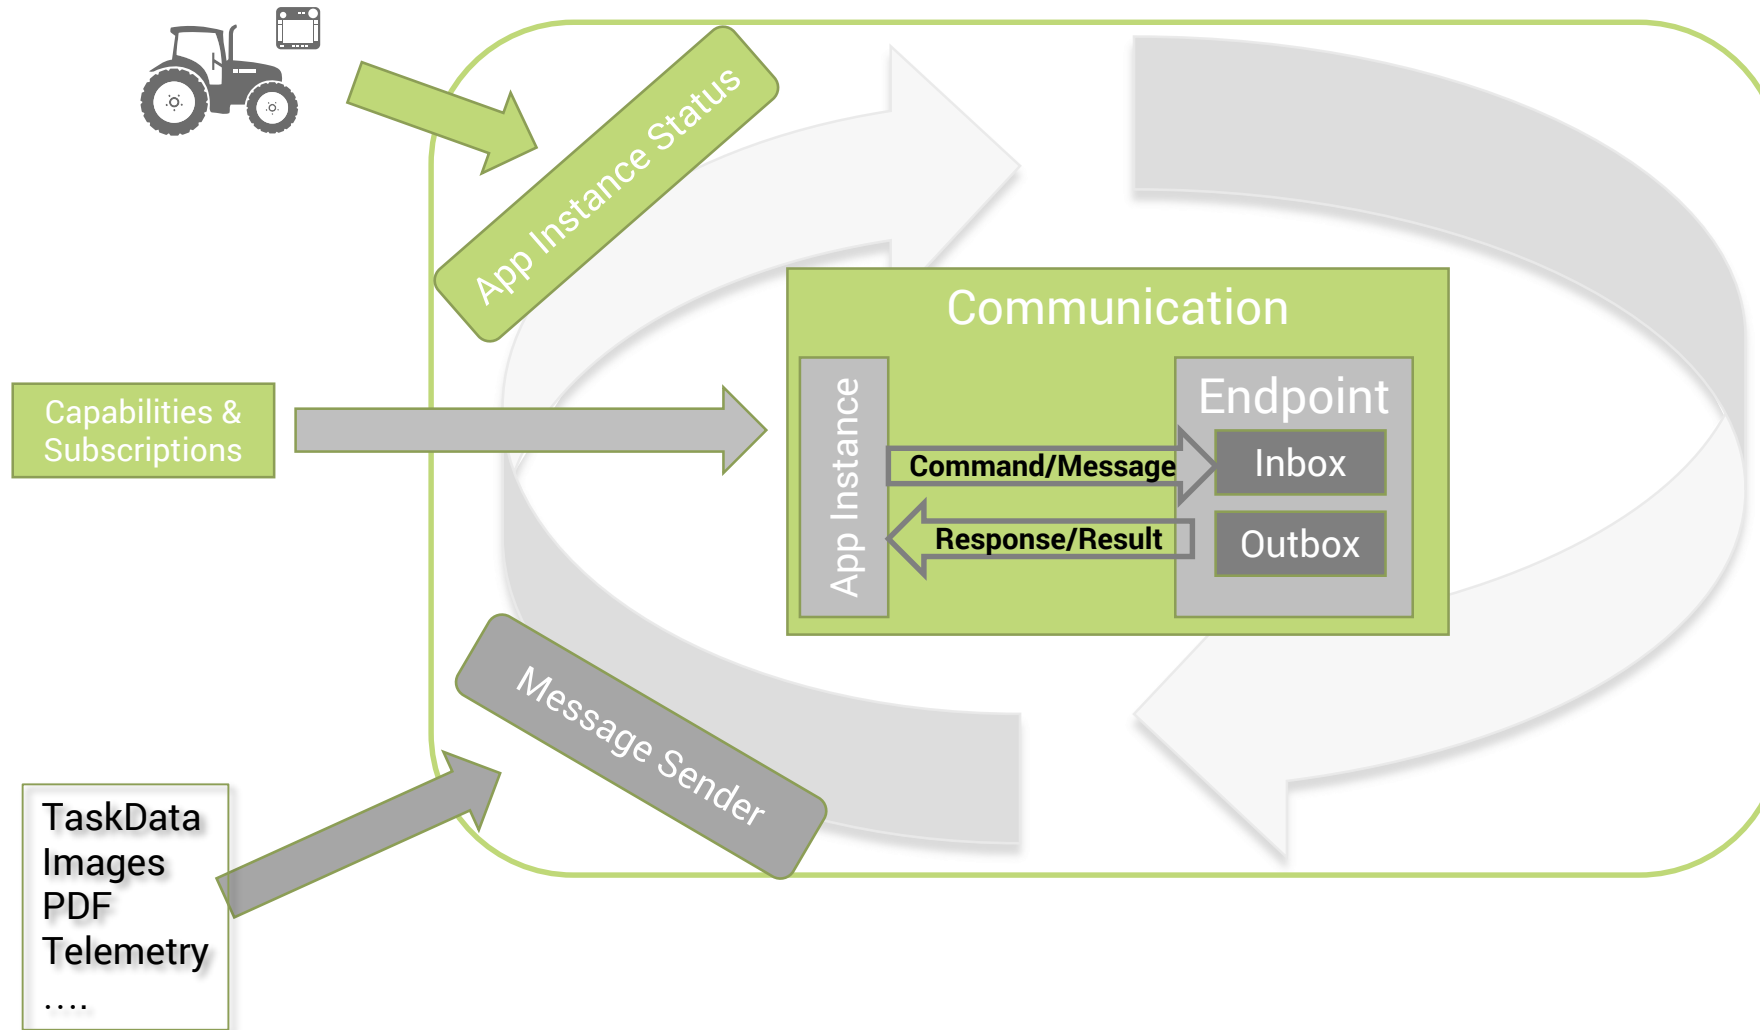 App Instance Status
Communication
Capabilities &
Subscriptions
App Instance
Endpoint
Command/Message
Inbox
Response/Result
Outbox
Message Sender
TaskData
Images
PDF
Telemetry
....